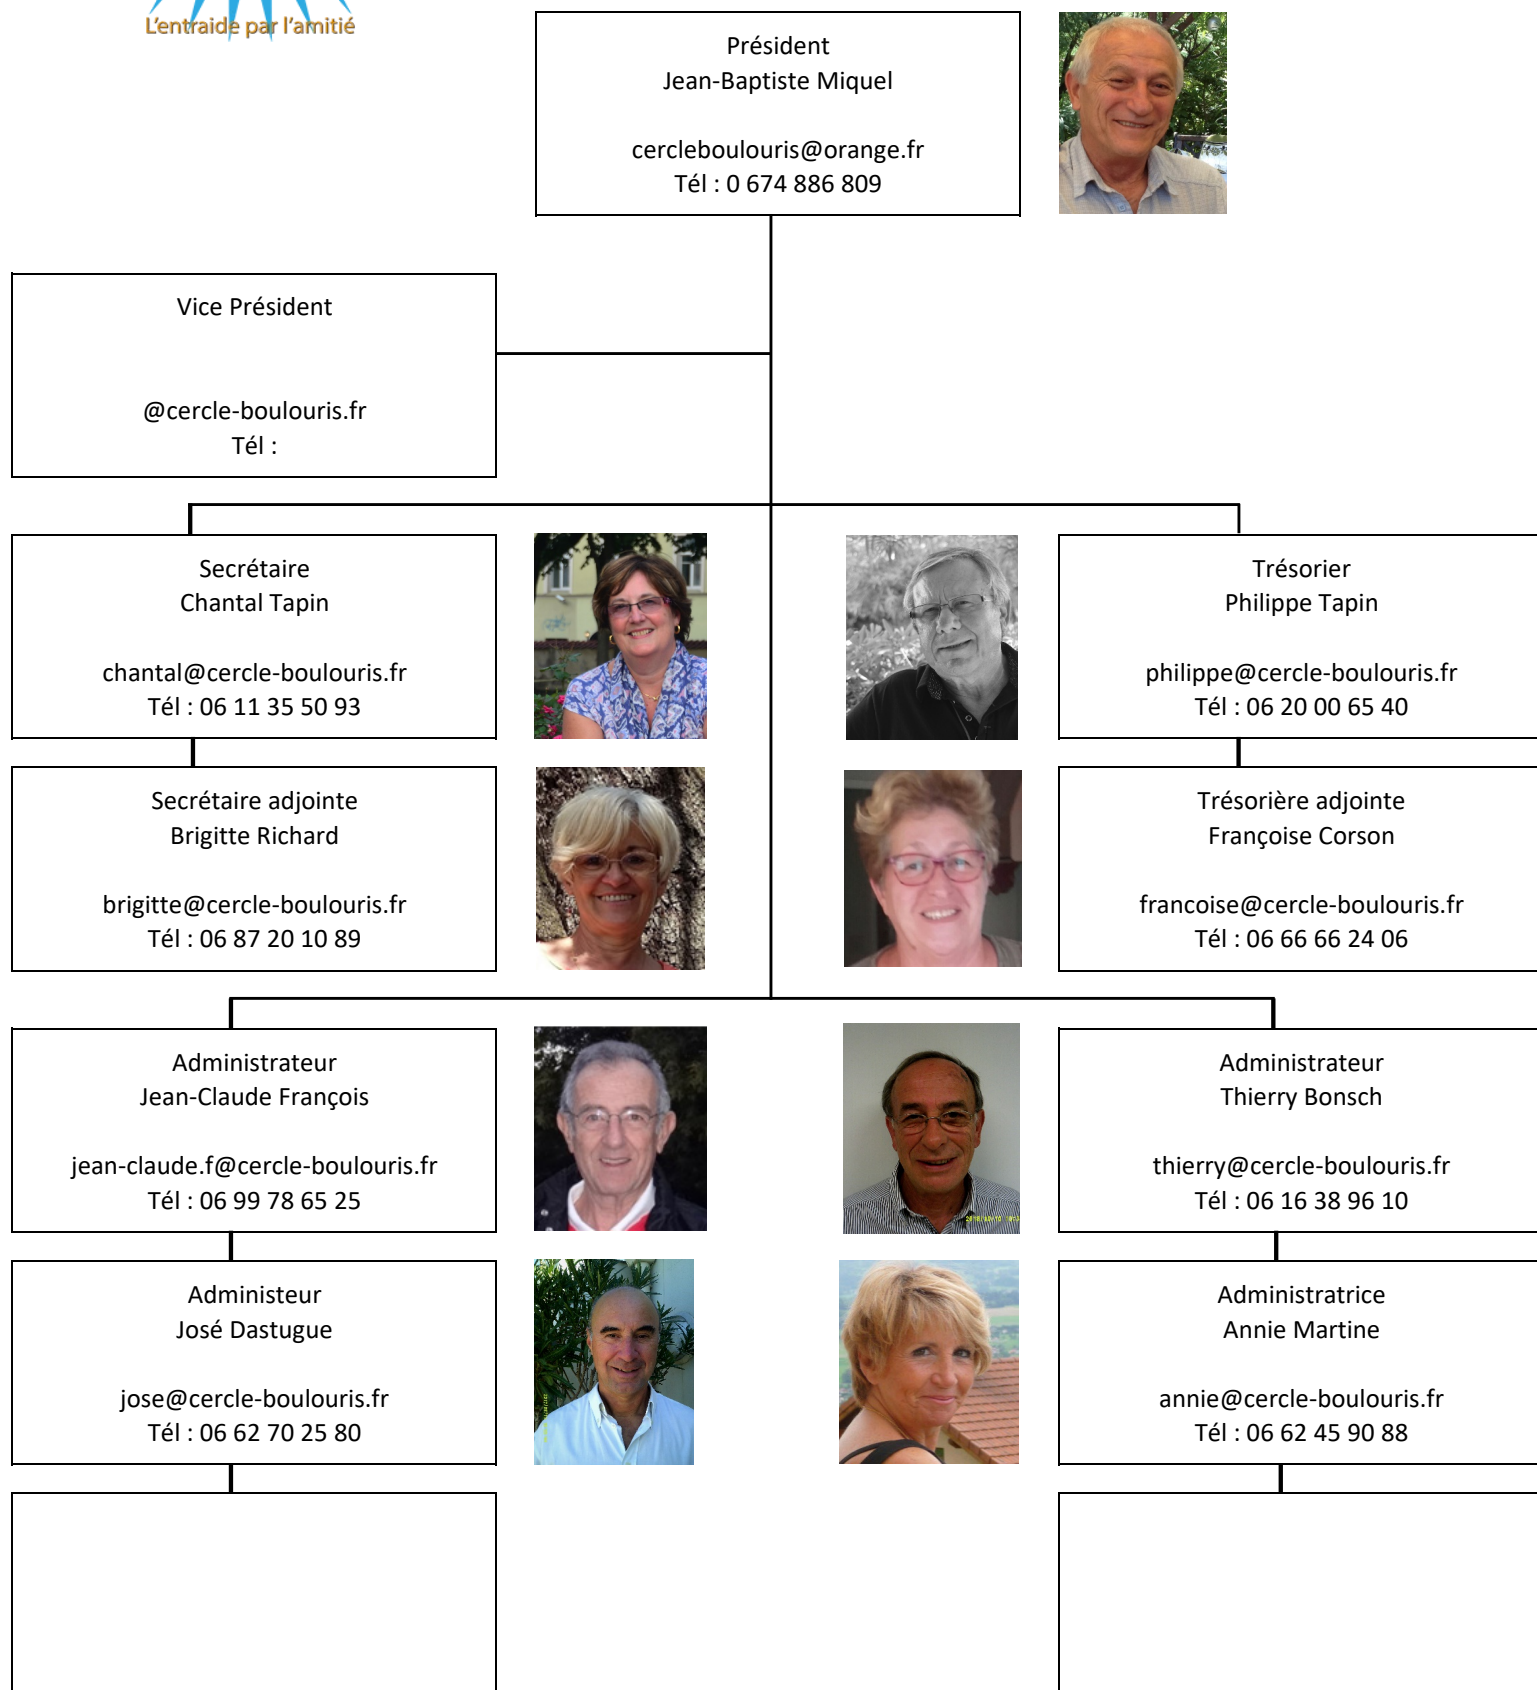 L'entraide par l'amitié
Président
Jean-Baptiste Miquel
cercleboulouris@orange.fr
Tél : 0 674 886 809
Vice Président
@cercle-boulouris.fr
Tél :
Secrétaire
Chantal Tapin
chantal@cercle-boulouris.fr
Tél : 06 11 35 50 93
Trésorier
Philippe Tapin
philippe@cercle-boulouris.fr
Tél : 06 20 00 65 40
Secrétaire adjointe
Brigitte Richard
brigitte@cercle-boulouris.fr
Tél : 06 87 20 10 89
Trésorière adjointe
Françoise Corson
francoise@cercle-boulouris.fr
Tél : 06 66 66 24 06
Administrateur
Jean-Claude François
jean-claude.f@cercle-boulouris.fr
Tél : 06 99 78 65 25
Administrateur
Thierry Bonsch
thierry@cercle-boulouris.fr
Tél : 06 16 38 96 10
Administeur
José Dastugue
jose@cercle-boulouris.fr
Tél : 06 62 70 25 80
Administratrice
Annie Martine
annie@cercle-boulouris.fr
Tél : 06 62 45 90 88